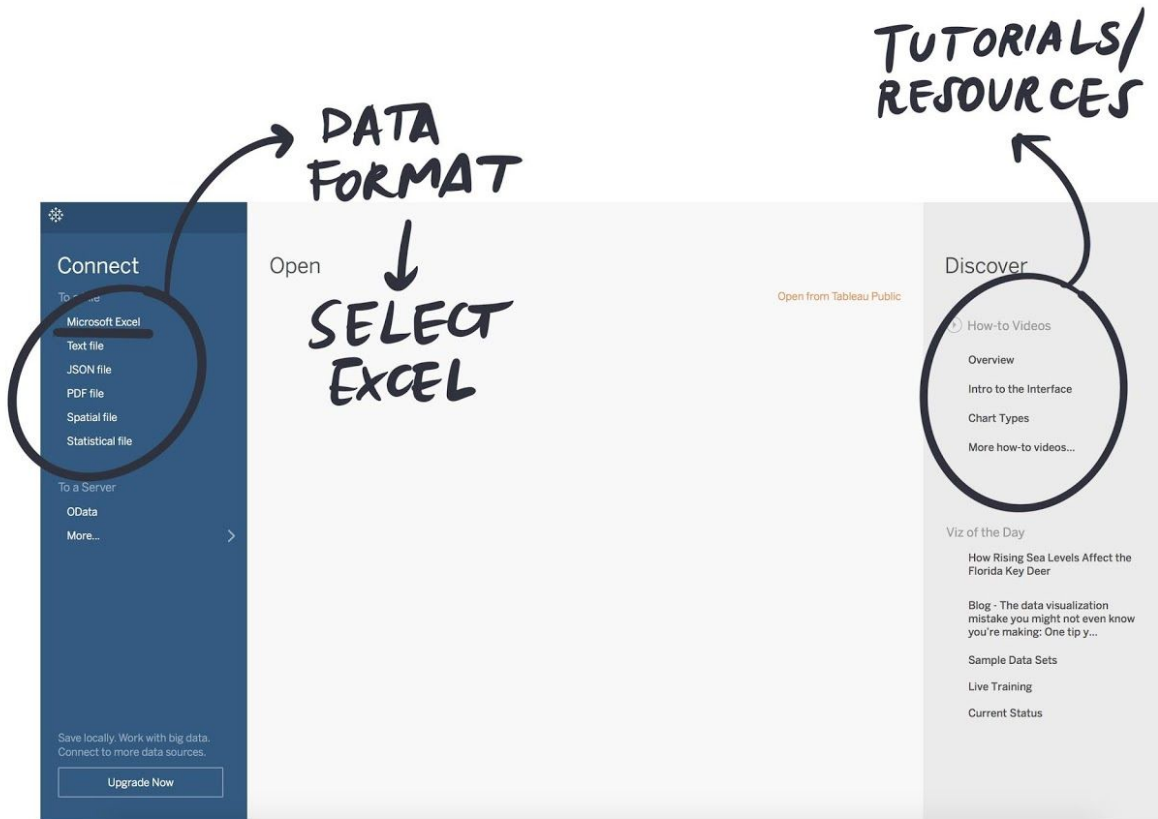 TUTORIALS/
RESOURCES
DATA
FORMAT
SELECT
EXCEL
Connect
To a file
Microsoft Excel
Text file
JSON file
PDF file
Spatial file
Statistical file
To a Server
OData
More...
Save locally. Work with big data.
Connect to more data sources.
Upgrade Now
Open
Open from Tableau Public
Discover
How-to Videos
Overview
Intro to the Interface
Chart Types
More how-to videos...
Viz of the Day
How Rising Sea Levels Affect the
Florida Key Deer
Blog - The data visualization
mistake you might not even know
you're making: One tip y...
Sample Data Sets
Live Training
Current Status